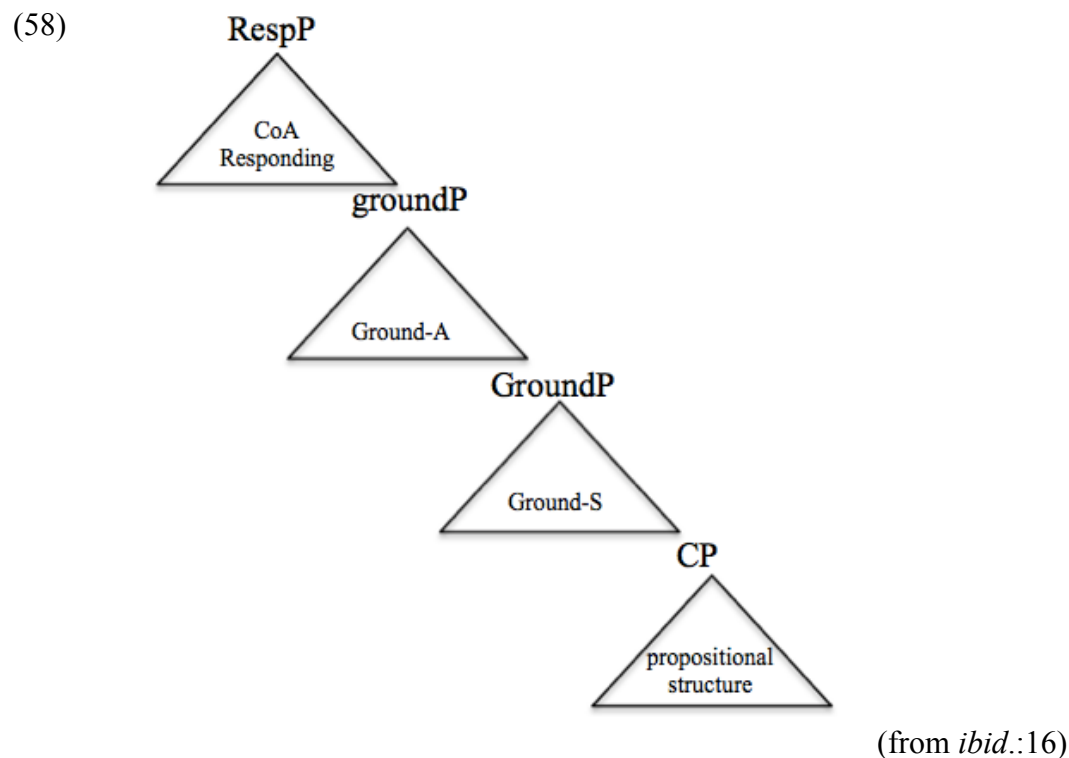 (58)
RespP
CoA
Responding
groundP
Ground-A
GroundP
Ground-S
CP
propositional
structure
(from ibid.:16)